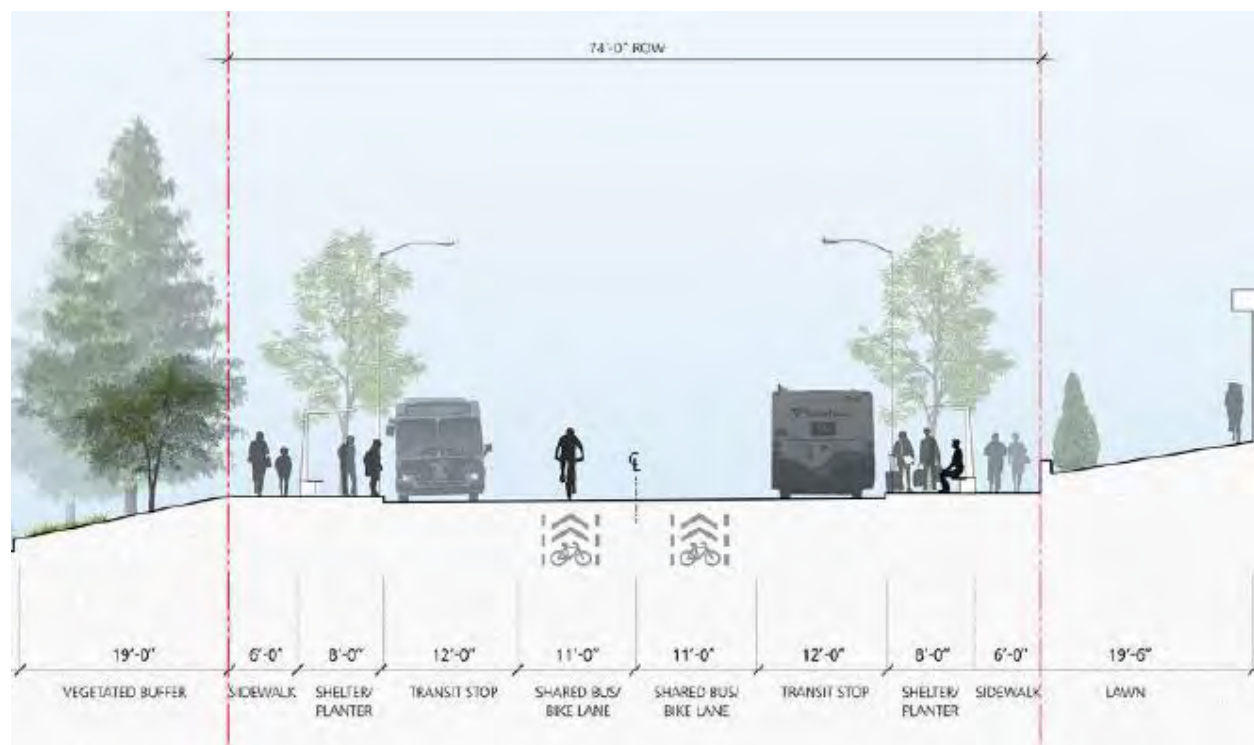 74'-0" ROW
℄
19'-0"
6'-0"
8'-0"
12'-0"
11'-0"
11'-0"
12'-0"
8'-0"
6'-0"
19'-6"
VEGETATED BUFFER
SIDEWALK
SHELTER/
PLANTER
TRANSIT STOP
SHARED BUS/
BIKE LANE
SHARED BUS/
BIKE LANE
TRANSIT STOP
SHELTER/
PLANTER
SIDEWALK
LAWN